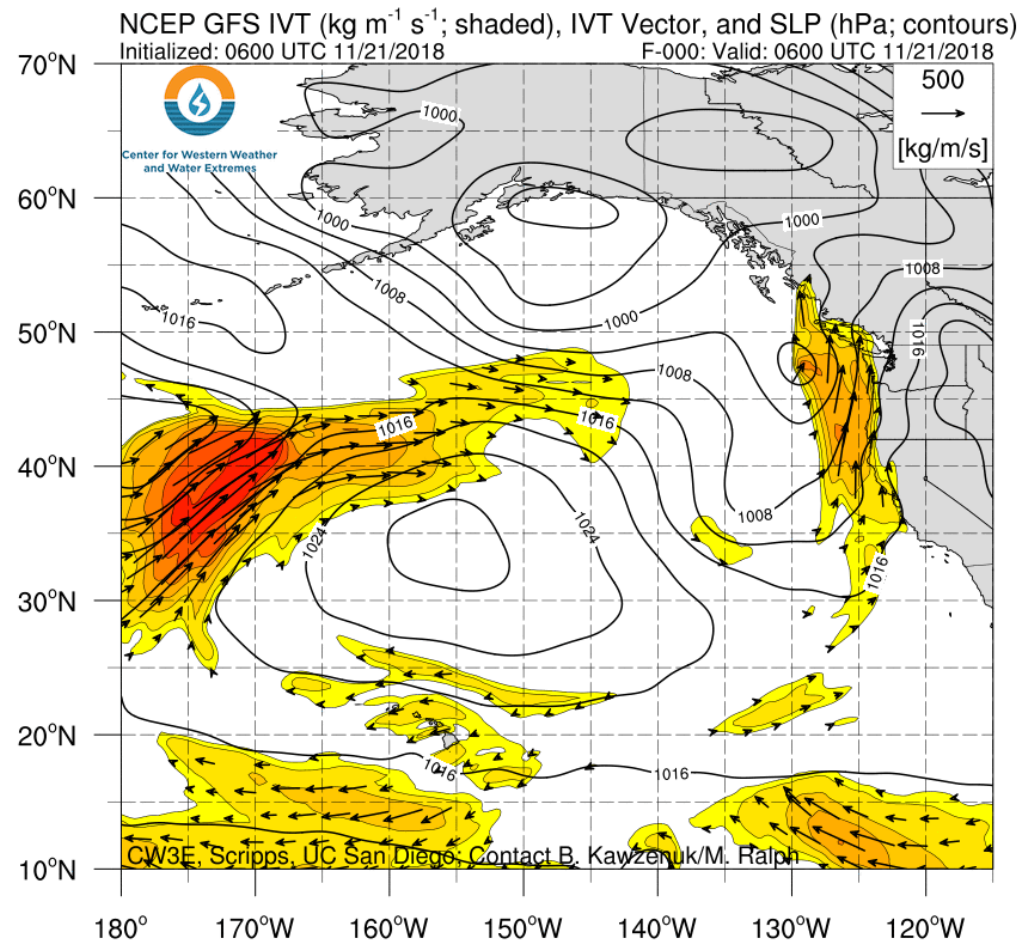 NCEP GFS IVT (kg m⁻¹ s⁻¹; shaded), IVT Vector, and SLP (hPa; contours)
Initialized: 0600 UTC 11/21/2018 F-000: Valid: 0600 UTC 11/21/2018
70°N
500
[kg/m/s]
Center for Western Weather
and Water Extremes
1000
60°N
1000
1000
1008
1008
1016
1000
50°N
1016
1008
1016
1016
40°N
1008
1024
1024
1016
30°N
20°N
1016
1016
10°N
CW3E, Scripps, UC San Diego; Contact B. Kawzenuk/M. Ralph
180° 170°W 160°W 150°W 140°W 130°W 120°W